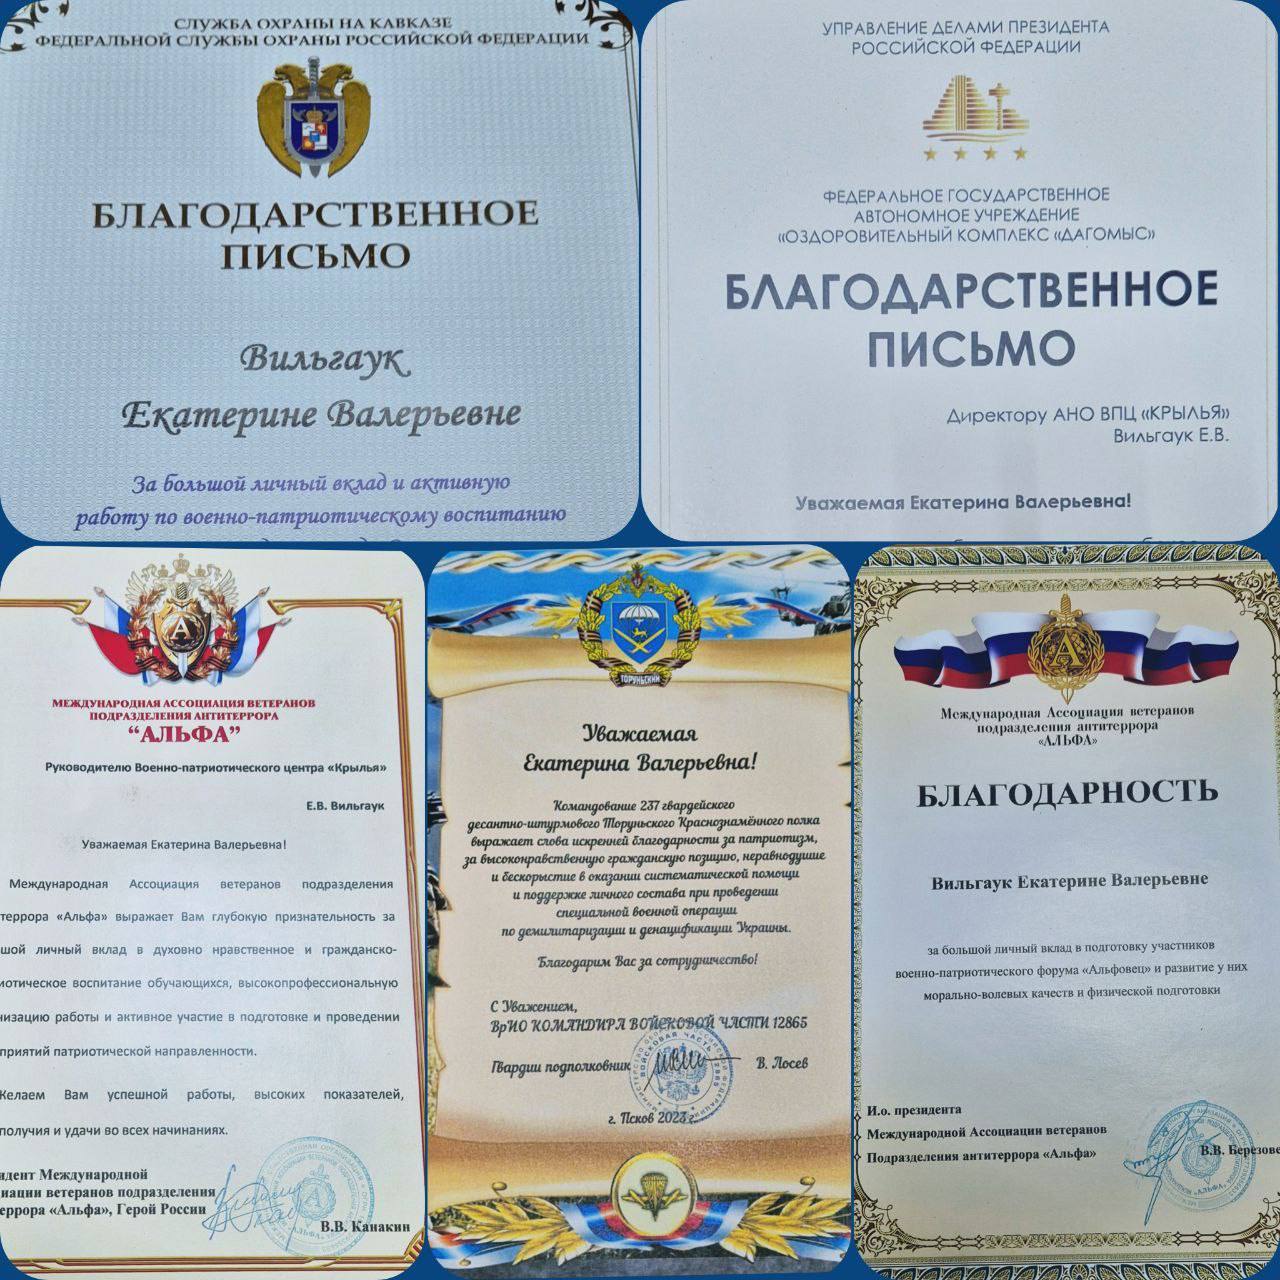 СЛУЖБА ОХРАНЫ НА КАВКАЗЕ
ФЕДЕРАЛЬНОЙ СЛУЖБЫ ОХРАНЫ РОССИЙСКОЙ ФЕДЕРАЦИИ
БЛАГОДАРСТВЕННОЕ
ПИСЬМО
Вильгаук
Екатерине Валерьевне
За большой личный вклад и активную
работу по военно-патриотическому воспитанию
УПРАВЛЕНИЕ ДЕЛАМИ ПРЕЗИДЕНТА
РОССИЙСКОЙ ФЕДЕРАЦИИ
ФЕДЕРАЛЬНОЕ ГОСУДАРСТВЕННОЕ
АВТОНОМНОЕ УЧРЕЖДЕНИЕ
«ОЗДОРОВИТЕЛЬНЫЙ КОМПЛЕКС «ДАГОМЫС»
БЛАГОДАРСТВЕННОЕ
ПИСЬМО
Директору АНО ВПЦ «КРЫЛЬЯ»
Вильгаук Е.В.
Уважаемая Екатерина Валерьевна!
А
МЕЖДУНАРОДНАЯ АССОЦИАЦИЯ ВЕТЕРАНОВ
ПОДРАЗДЕЛЕНИЯ АНТИТЕРРОРА
“АЛЬФА”
Руководителю Военно-патриотического центра «Крылья»
Е.В. Вильгаук
Уважаемая Екатерина Валерьевна!
Международная Ассоциация ветеранов подразделения
террора «Альфа» выражает Вам глубокую признательность за
шой личный вклад в духовно нравственное и гражданско-
иотическое воспитание обучающихся, высокопрофессиональную
низацию работы и активное участие в подготовке и проведении
приятий патриотической направленности.
Желаем Вам успешной работы, высоких показателей,
получия и удачи во всех начинаниях.
идент Международной
иации ветеранов подразделения
террора «Альфа», Герой России
В.В. Канакин
ТОРУНЬСКИЙ
Уважаемая
Екатерина Валерьевна!
Командование 237 гвардейского
десантно-штурмового Торуньского Краснознамённого полка
выражает слова искренней благодарности за патриотизм,
за высоконравственную гражданскую позицию, неравнодушие
и бескорыстие в оказании систематической помощи
и поддержке личного состава при проведении
специальной военной операции
по демилитаризации и денацификации Украины.
Благодарим Вас за сотрудничество!
С Уважением,
ВрИО КОМАНДИРА ВОЙСКОВОЙ ЧАСТИ 12865
Гвардии подполковник
В. Лосев
г. Псков 2023 г
А
Международная Ассоциация ветеранов
подразделения антитеррора
«АЛЬФА»
БЛАГОДАРНОСТЬ
Вильгаук Екатерине Валерьевне
за большой личный вклад в подготовку участников
военно-патриотического форума «Альфовец» и развитие у них
морально-волевых качеств и физической подготовки
И.о. президента
Международной Ассоциации ветеранов
Подразделения антитеррора «Альфа»
В.В. Березове